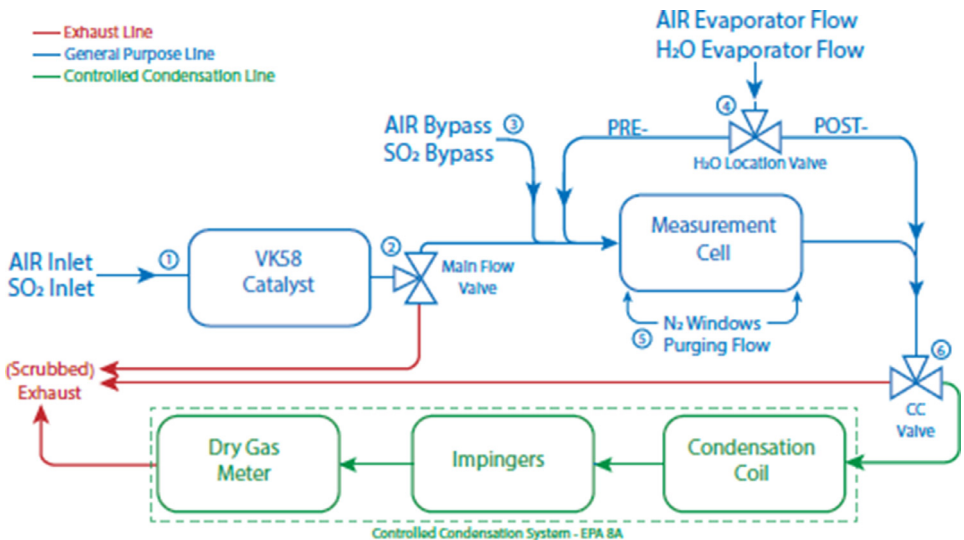 Exhaust Line
General Purpose Line
Controlled Condensation Line
AIR Evaporator Flow
H2O Evaporator Flow
④
PRE-
POST-
H2O Location Valve
AIR Bypass ③
SO2 Bypass
AIR Inlet
SO2 Inlet
①
VK58
Catalyst
②
Main Flow
Valve
Measurement
Cell
⑤
N2 Windows
Purging Flow
⑥
CC
Valve
(Scrubbed)
Exhaust
Dry Gas
Meter
Impingers
Condensation
Coil
Controlled Condensation System - EPA 8A